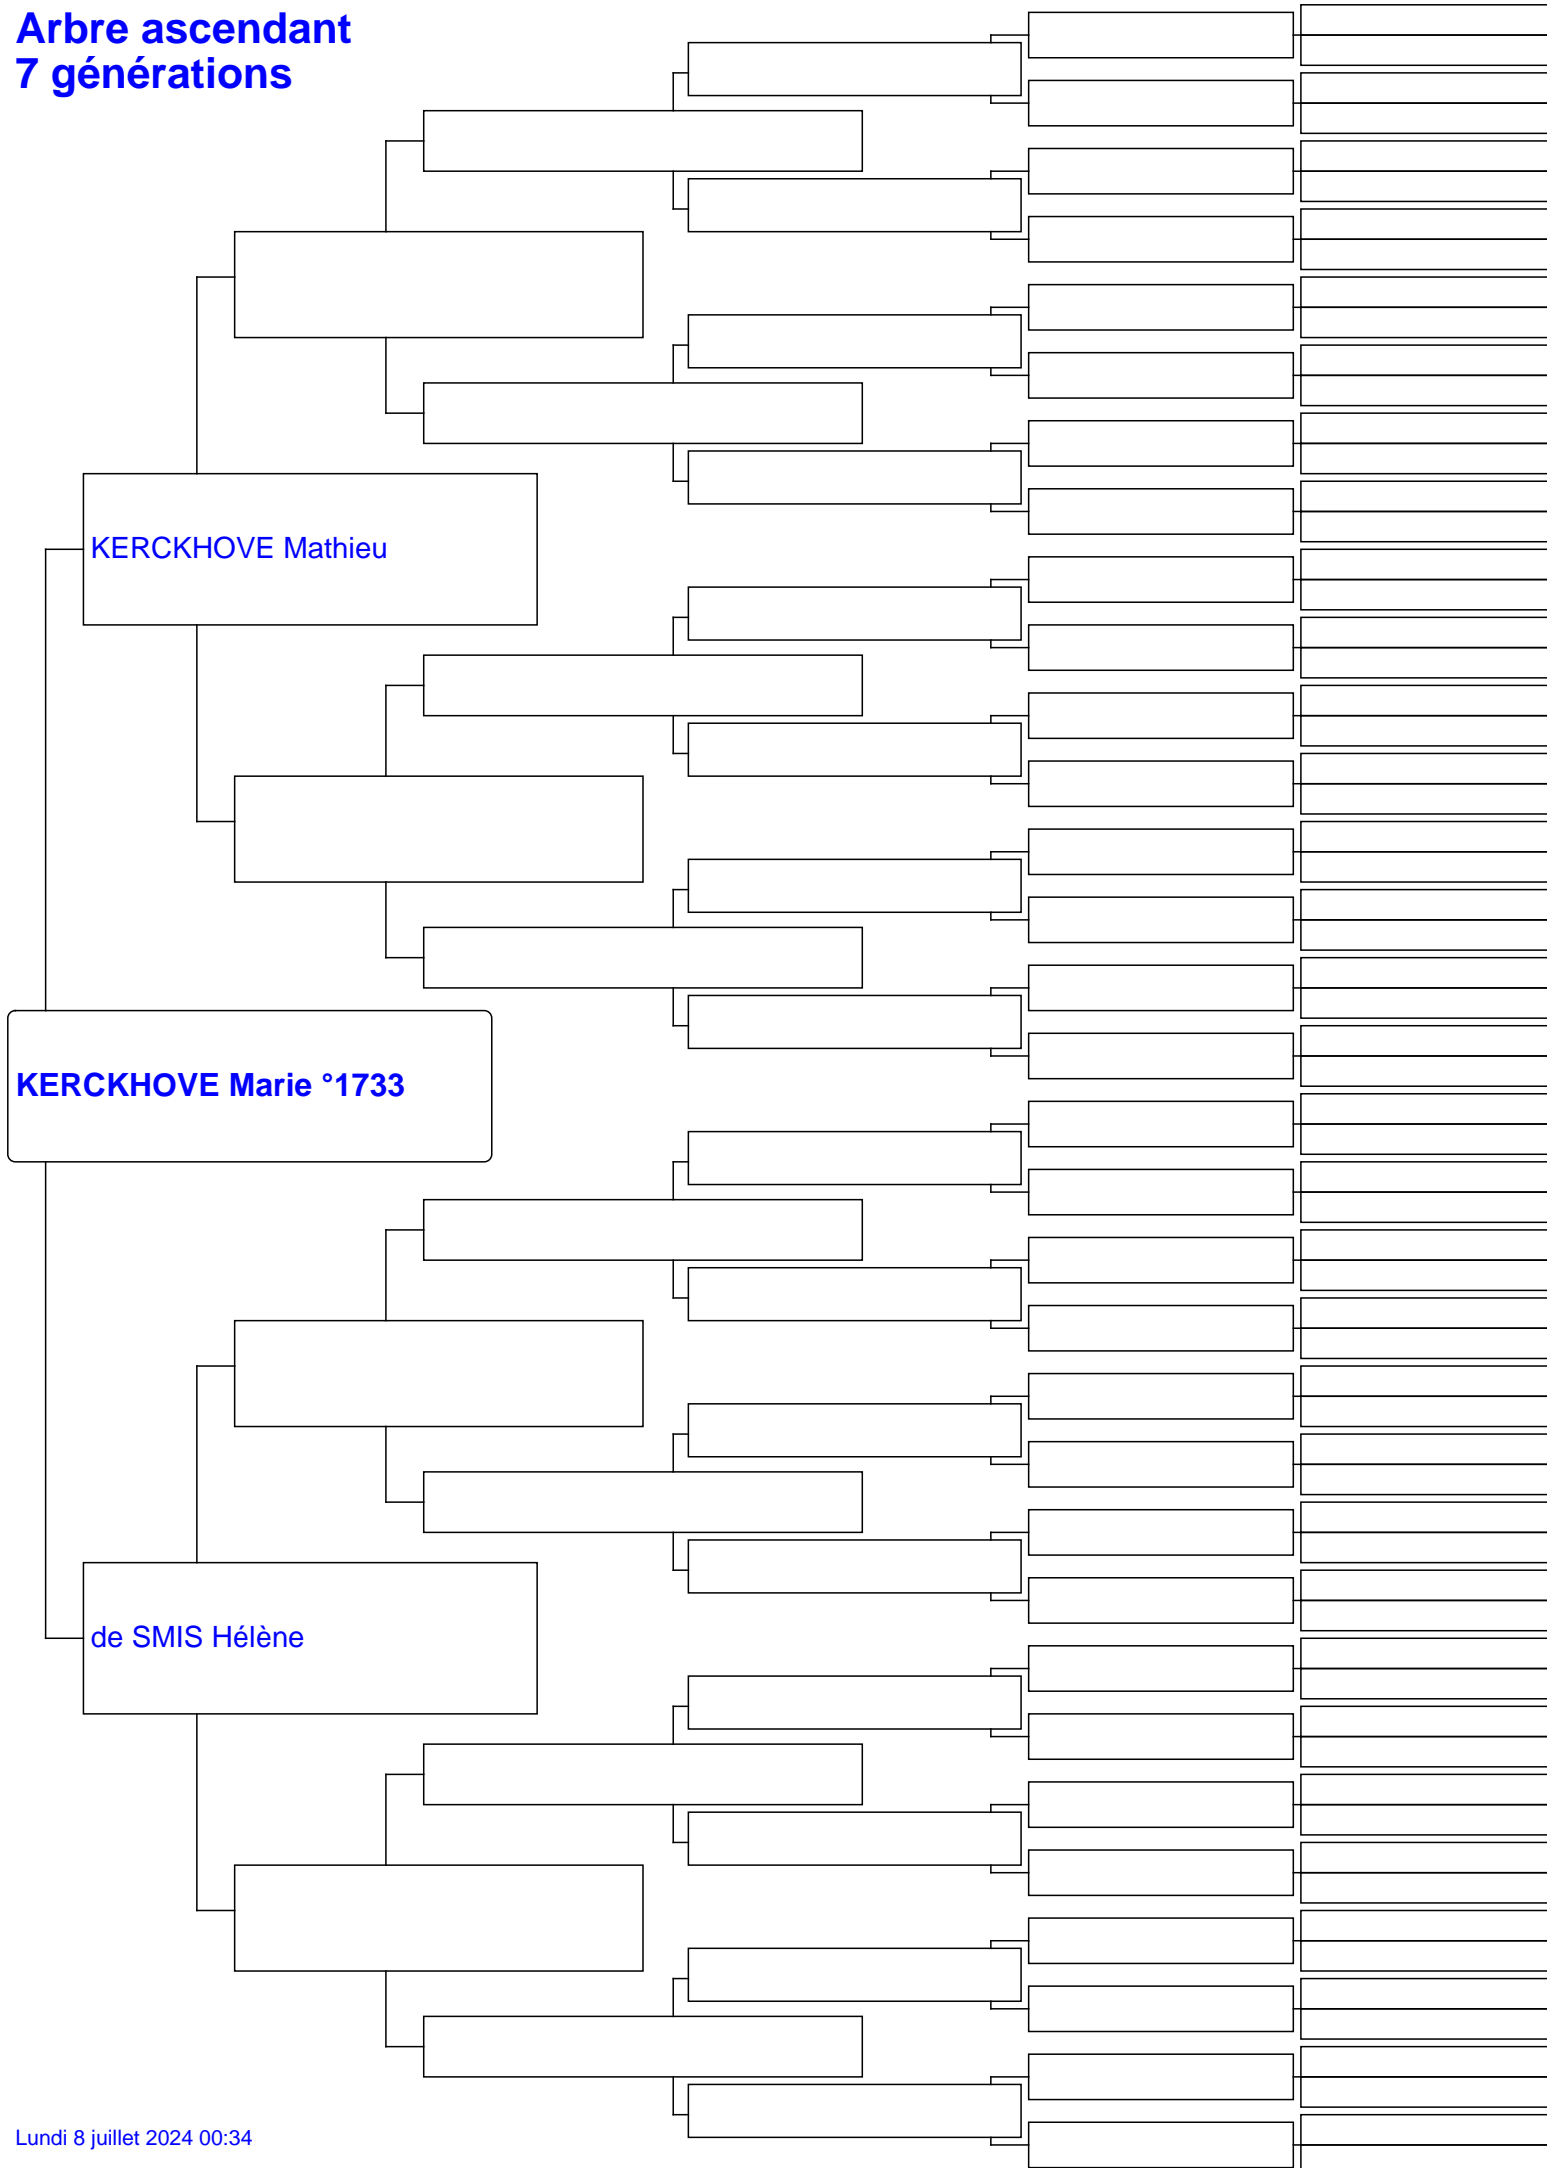 Arbre ascendant
7 générations
KERCKHOVE Mathieu
KERCKHOVE Marie °1733
de SMIS Hélène
Lundi 8 juillet 2024 00:34